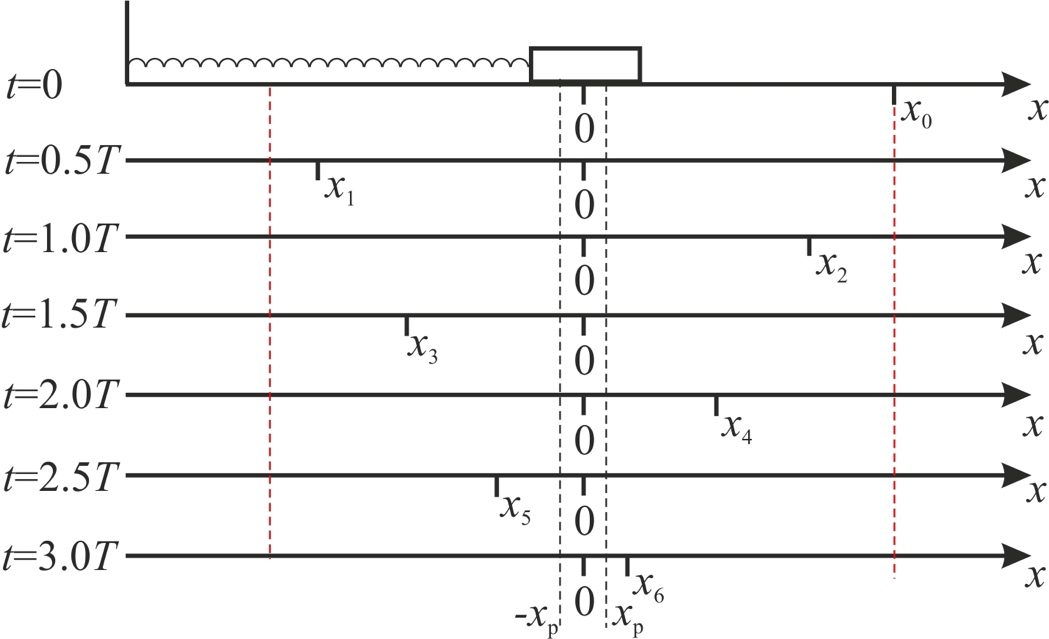 t=0 x
x₀
0
t=0.5T
x₁ x
0
t=1.0T
x₂ x
0
t=1.5T
x₃ x
0
t=2.0T
x₄ x
0
t=2.5T
x₅ x
0
t=3.0T
x₆ x
-xₚ 0 xₚ